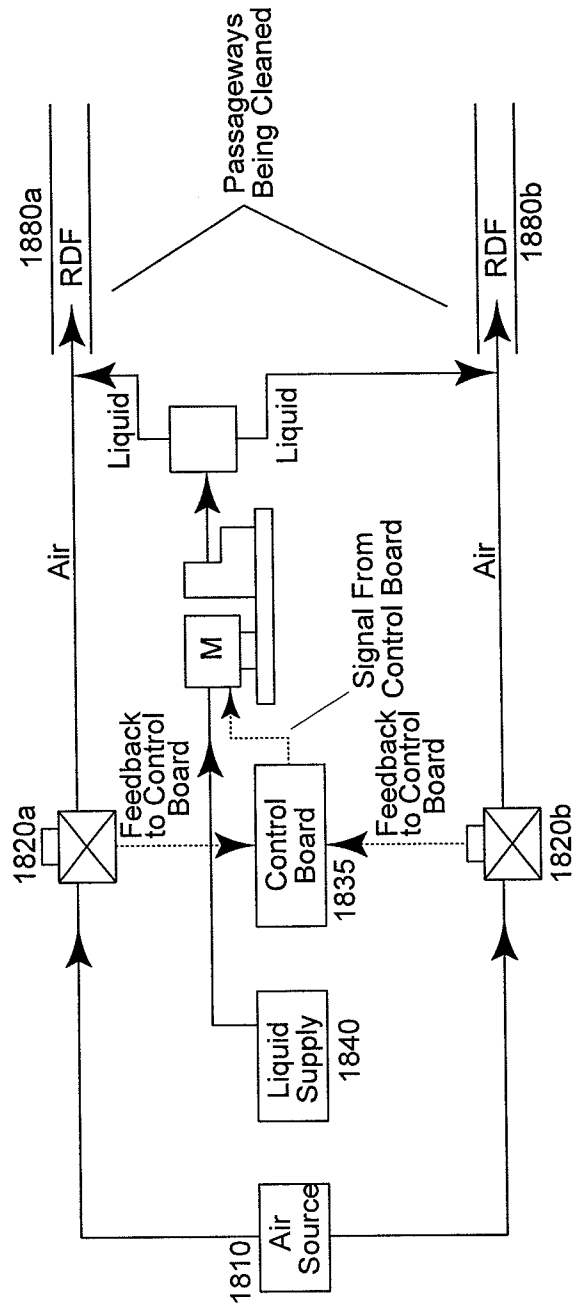 1880a
RDF
Passageways
Being Cleaned
RDF
1880b
Liquid
Liquid
Air
Air
M
Signal From
Control Board
1820a
Feedback
to Control
Board
Control
Board
1835
Feedback
to Control
Board
1820b
Liquid
Supply
1840
1810
Air
Source